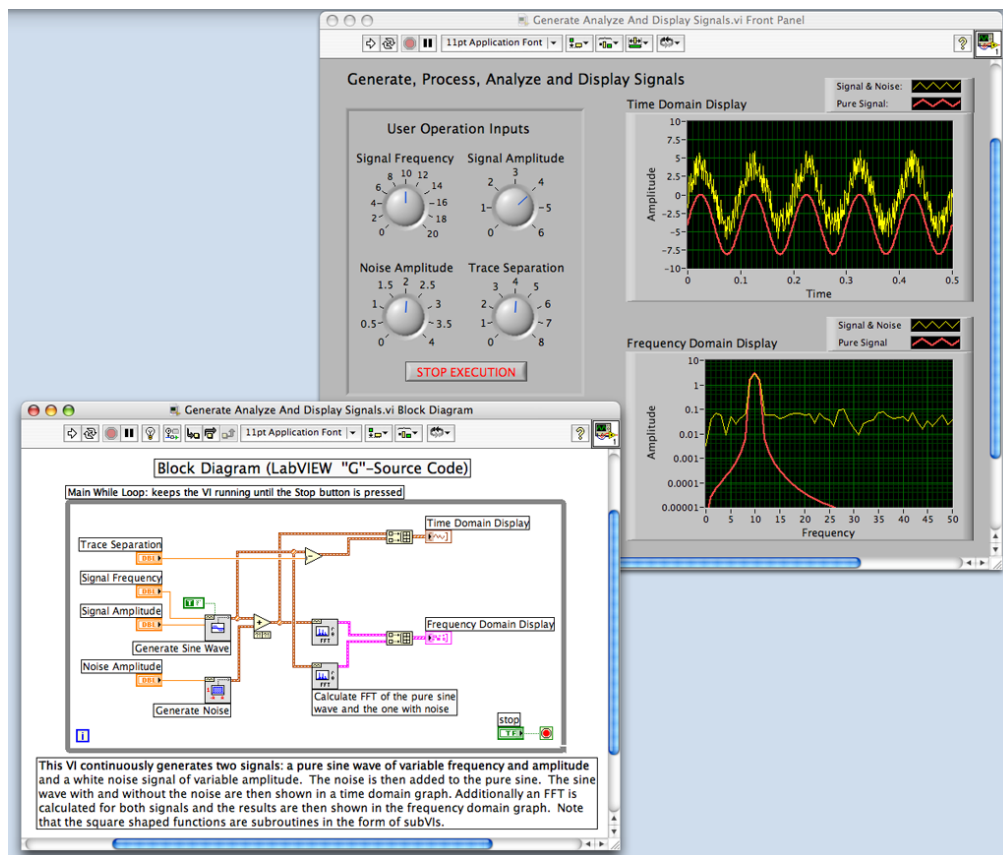 Generate Analyze And Display Signals.vi Front Panel
11pt Application Font
?
1
Generate, Process, Analyze and Display Signals
User Operation Inputs
Signal Frequency
0 2 4 6 8 10 12 14 16 18 20
Signal Amplitude
0 1 2 3 4 5 6
Noise Amplitude
0 0.5 1 1.5 2 2.5 3 3.5 4
Trace Separation
0 1 2 3 4 5 6 7 8
STOP EXECUTION
Signal & Noise:
Pure Signal:
Time Domain Display
Amplitude
10
7.5
5
2.5
0
-2.5
-5
-7.5
-10
0 0.1 0.2 0.3 0.4 0.5
Time
Signal & Noise
Pure Signal
Frequency Domain Display
Amplitude
10
1
0.1
0.01
0.001
0.0001
0.00001
0 5 10 15 20 25 30 35 40 45 50
Frequency
Generate Analyze And Display Signals.vi Block Diagram
11pt Application Font
?
1
Block Diagram (LabVIEW "G"-Source Code)
Main While Loop: keeps the VI running until the Stop button is pressed
Time Domain Display
Trace Separation
DBL
Signal Frequency
DBL
T F
Signal Amplitude
DBL
Generate Sine Wave
FFT
Frequency Domain Display
Noise Amplitude
DBL
FFT
Generate Noise
Calculate FFT of the pure sine
wave and the one with noise
stop
TF
i
This VI continuously generates two signals: a pure sine wave of variable frequency and amplitude
and a white noise signal of variable amplitude. The noise is then added to the pure sine. The sine
wave with and without the noise are then shown in a time domain graph. Additionally an FFT is
calculated for both signals and the results are then shown in the frequency domain graph. Note
that the square shaped functions are subroutines in the form of subVIs.